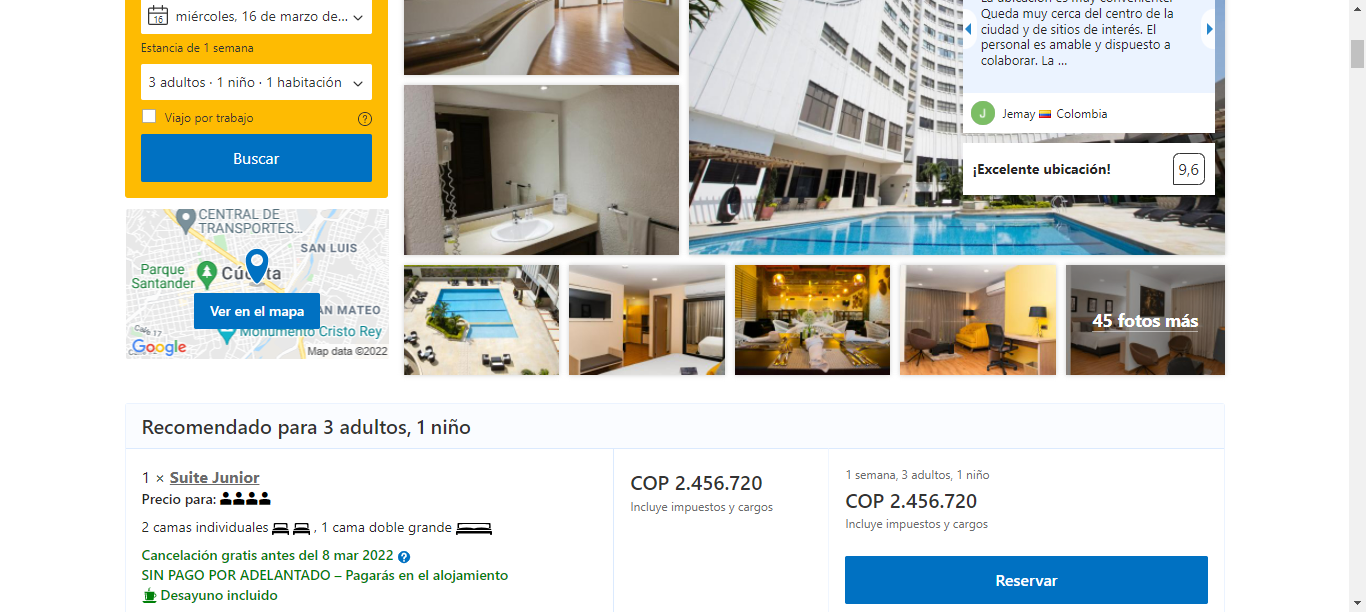 16
miércoles, 16 de marzo de...
Estancia de 1 semana
3 adultos · 1 niño · 1 habitación
Viajo por trabajo
?
Buscar
CENTRAL DE
TRANSPORTES...
SAN LUIS
Parque
Santander
Ver en el mapa
AN MATEO
Monumento Cristo Rey
Calle 17
Google
Map data ©2022
La ubicación es muy conveniente.
Queda muy cerca del centro de la
ciudad y de sitios de interés. El
personal es amable y dispuesto a
colaborar. La ...
J
Jemay Colombia
¡Excelente ubicación!
9,6
45 fotos más
Recomendado para 3 adultos, 1 niño
1 × Suite Junior
Precio para:
2 camas individuales , 1 cama doble grande
Cancelación gratis antes del 8 mar 2022 ?
SIN PAGO POR ADELANTADO – Pagarás en el alojamiento
Desayuno incluido
COP 2.456.720
Incluye impuestos y cargos
1 semana, 3 adultos, 1 niño
COP 2.456.720
Incluye impuestos y cargos
Reservar